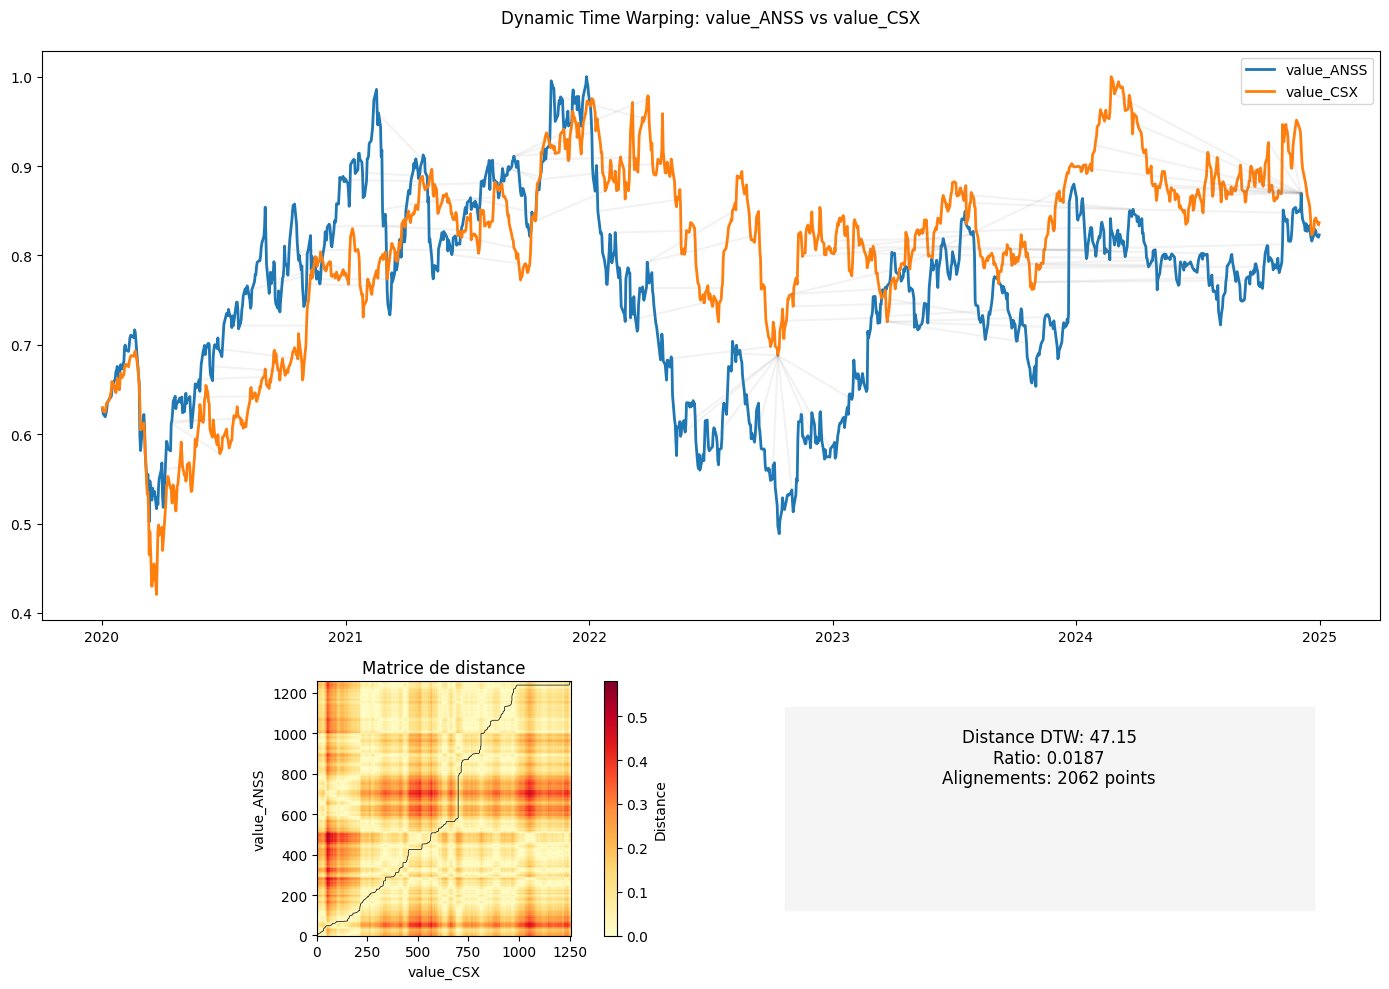 Dynamic Time Warping: value_ANSS vs value_CSX
value_ANSS
value_CSX
1.0
0.9
0.8
0.7
0.6
0.5
0.4
2020 2021 2022 2023 2024 2025
Matrice de distance
1200
1000
800
600
400
200
0
value_ANSS
0 250 500 750 1000 1250
value_CSX
0.5
0.4
0.3
0.2
0.1
0.0
Distance
Distance DTW: 47.15
Ratio: 0.0187
Alignements: 2062 points